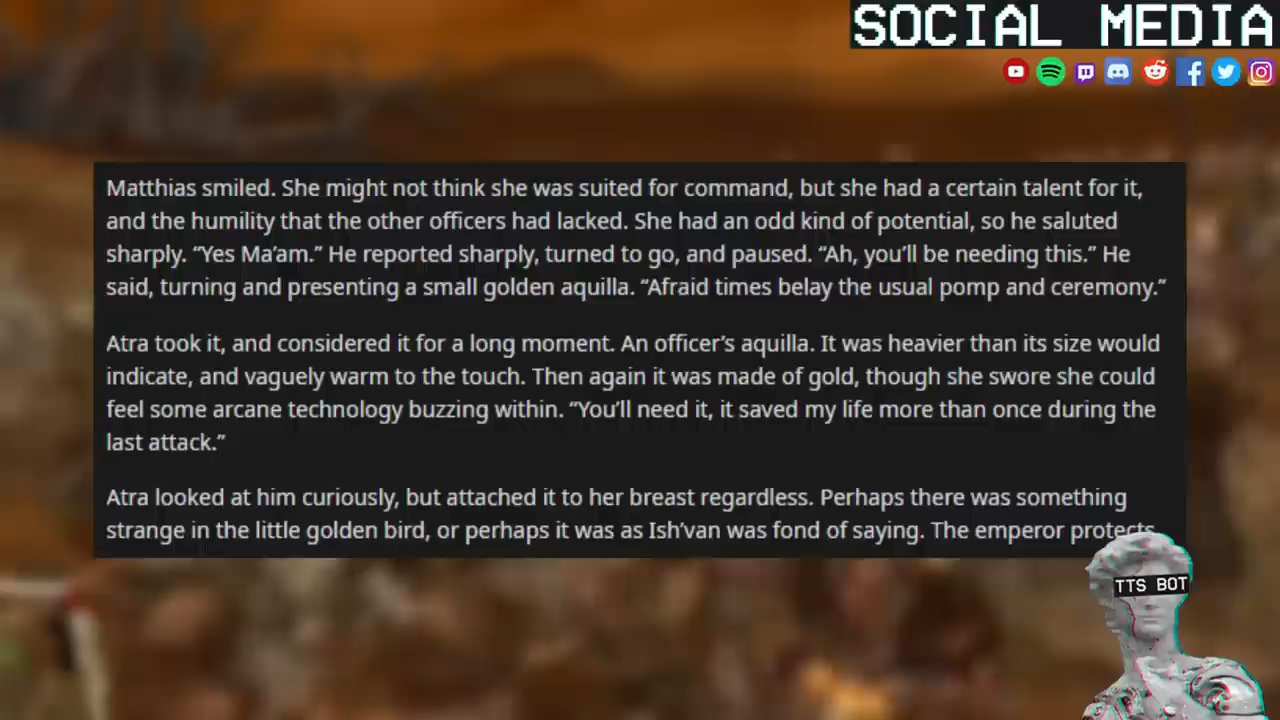 SOCIAL MEDIA
Matthias smiled. She might not think she was suited for command, but she had a certain talent for it,
and the humility that the other officers had lacked. She had an odd kind of potential, so he saluted
sharply. “Yes Ma’am.” He reported sharply, turned to go, and paused. “Ah, you’ll be needing this.” He
said, turning and presenting a small golden aquilla. “Afraid times belay the usual pomp and ceremony.”
Atra took it, and considered it for a long moment. An officer’s aquilla. It was heavier than its size would
indicate, and vaguely warm to the touch. Then again it was made of gold, though she swore she could
feel some arcane technology buzzing within. “You’ll need it, it saved my life more than once during the
last attack.”
Atra looked at him curiously, but attached it to her breast regardless. Perhaps there was something
strange in the little golden bird, or perhaps it was as Ish’van was fond of saying. The emperor protects
TTS BOT